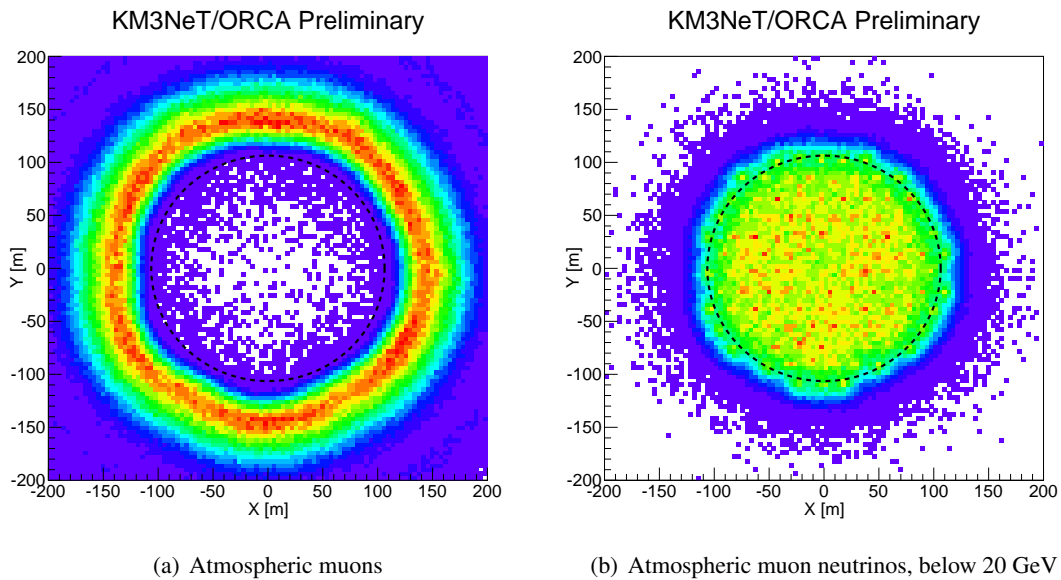 KM3NeT/ORCA Preliminary
Y [m]
200
150
100
50
0
-50
-100
-150
-200
-200 -150 -100 -50 0 50 100 150 200
X [m]
(a) Atmospheric muons
KM3NeT/ORCA Preliminary
Y [m]
200
150
100
50
0
-50
-100
-150
-200
-200 -150 -100 -50 0 50 100 150 200
X [m]
(b) Atmospheric muon neutrinos, below 20 GeV